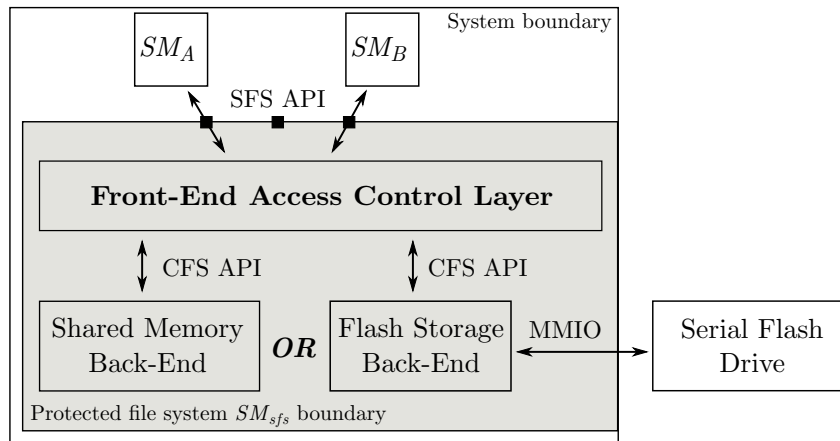 System boundary
SM_A
SM_B
SFS API
Front-End Access Control Layer
CFS API
CFS API
Shared Memory
Back-End
OR
Flash Storage
Back-End
MMIO
Serial Flash
Drive
Protected file system SM_sfs boundary